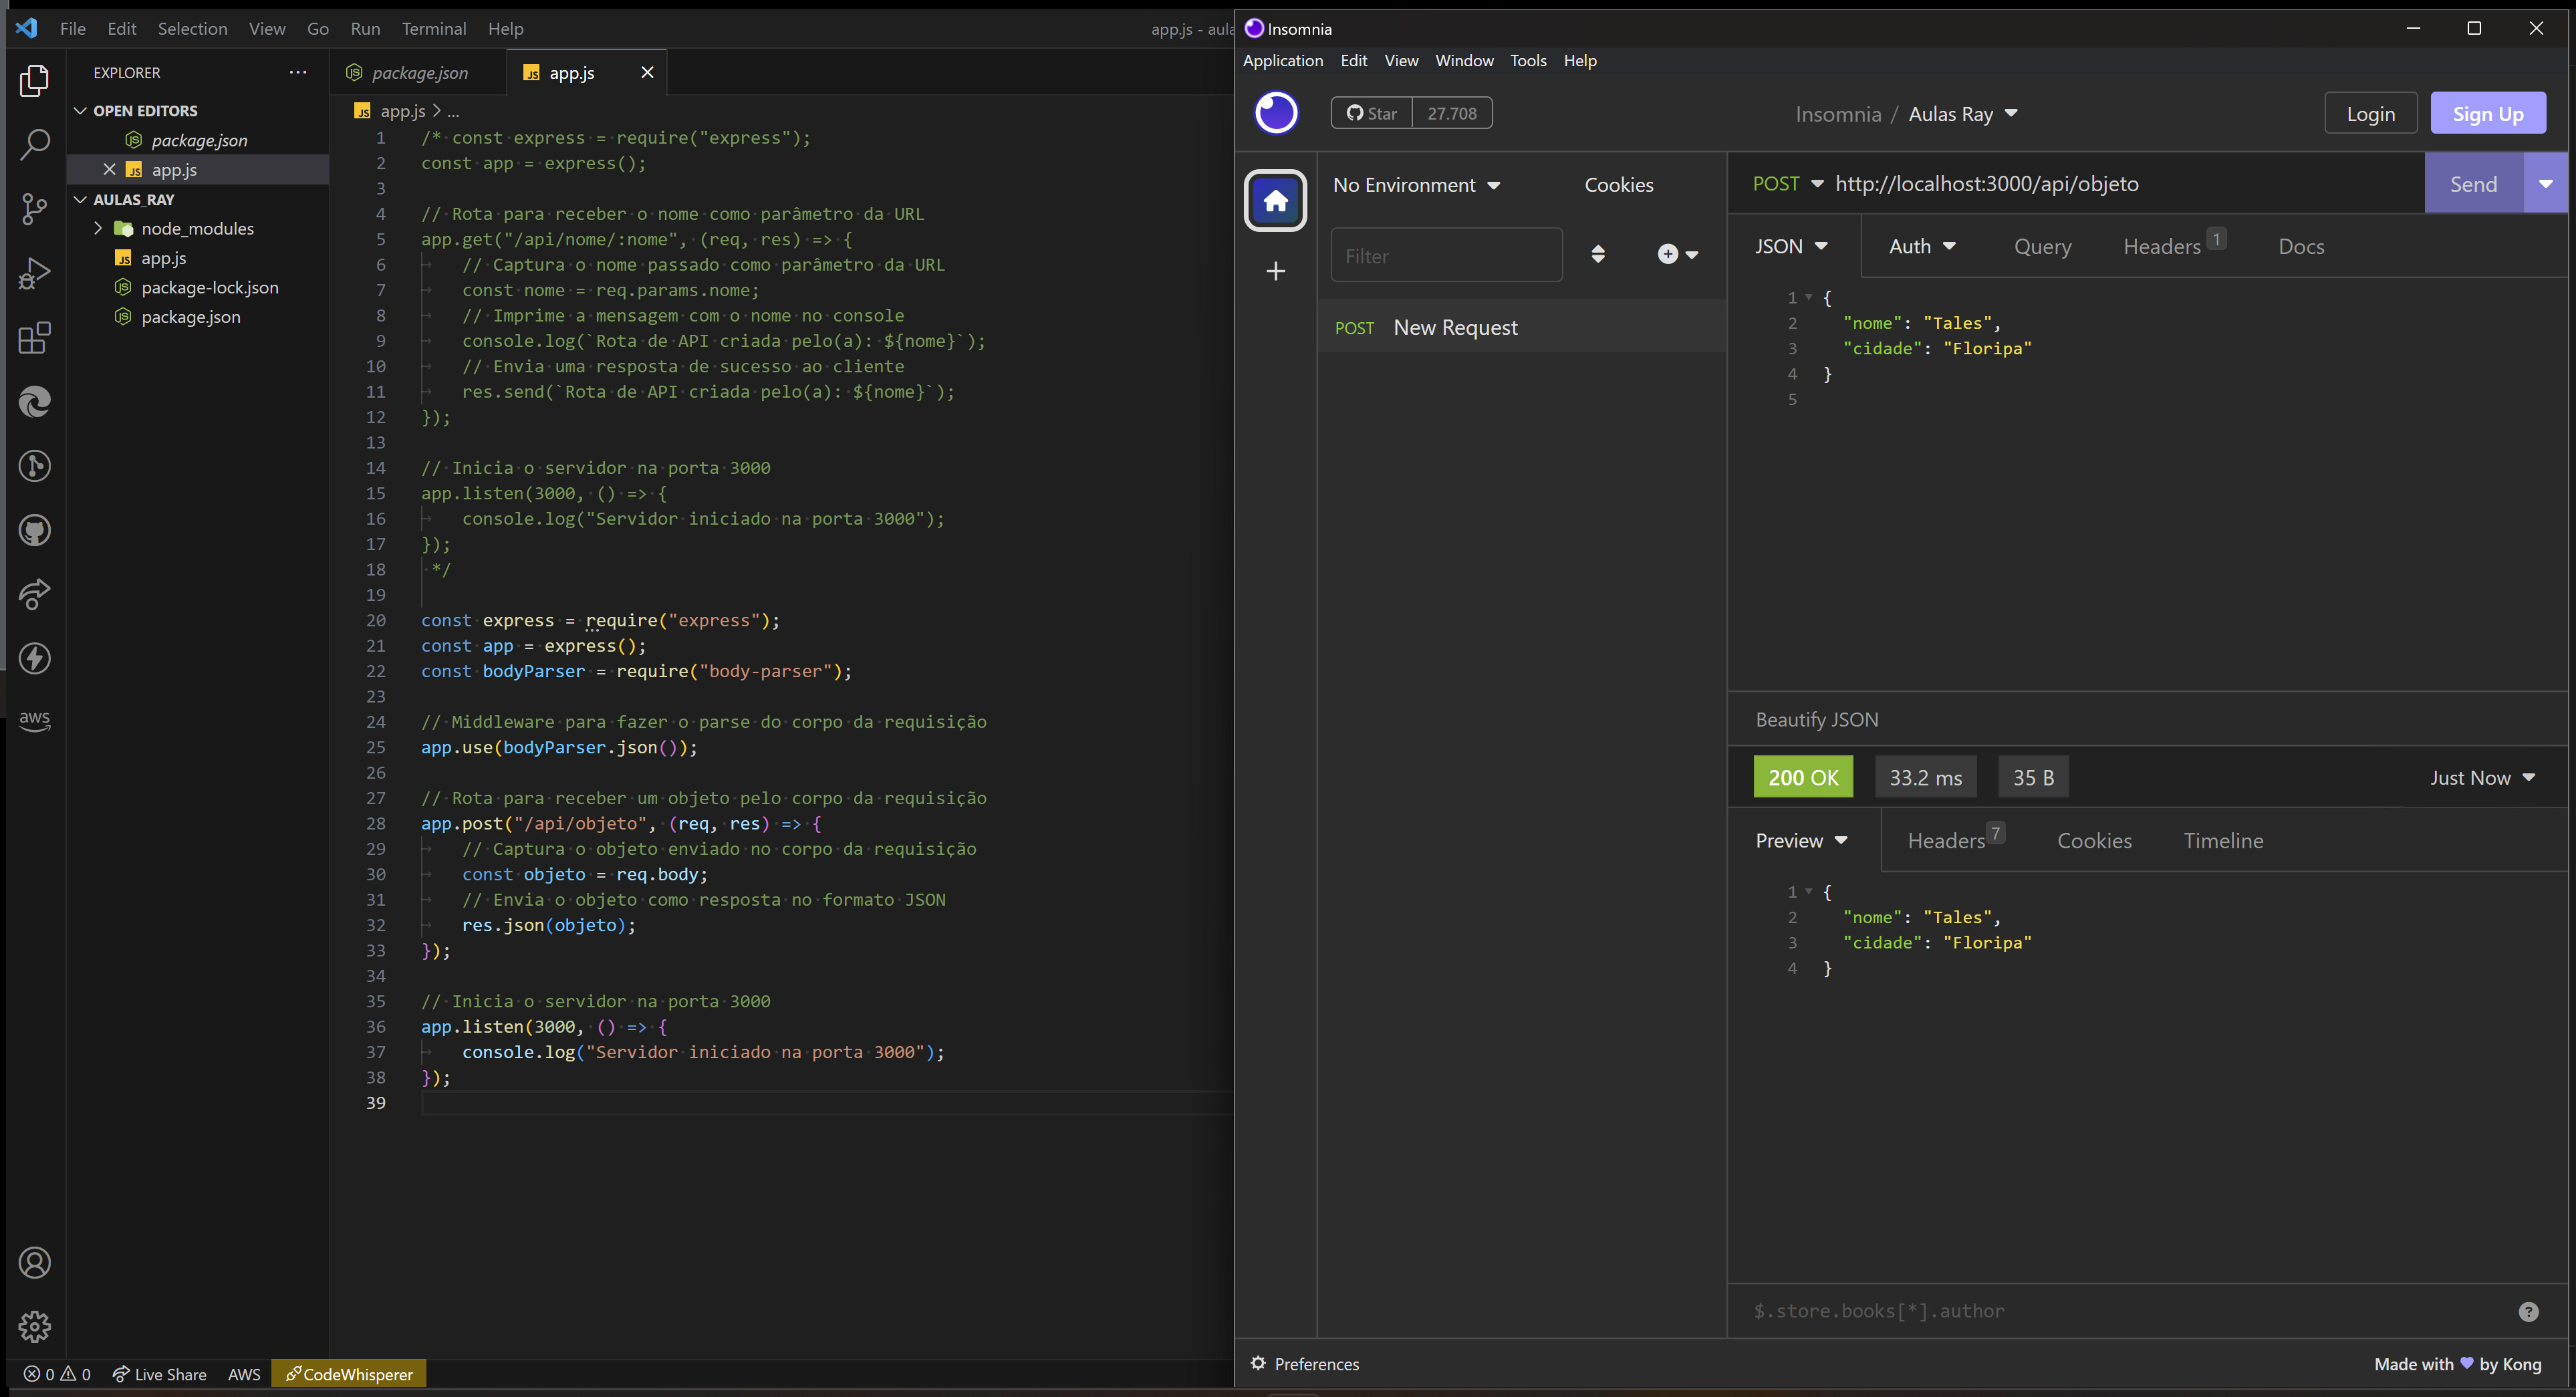 File Edit Selection View Go Run Terminal Help
app.js - aula
EXPLORER
OPEN EDITORS
package.json
app.js
AULAS_RAY
node_modules
app.js
package-lock.json
package.json
aws
package.json
app.js
app.js > ...
1 /* const express = require("express");
2 const app = express();
3
4 // Rota para receber o nome como parâmetro da URL
5 app.get("/api/nome/:nome", (req, res) => {
6 // Captura o nome passado como parâmetro da URL
7 const nome = req.params.nome;
8 // Imprime a mensagem com o nome no console
9 console.log(`Rota de API criada pelo(a): ${nome}`);
10 // Envia uma resposta de sucesso ao cliente
11 res.send(`Rota de API criada pelo(a): ${nome}`);
12 });
13
14 // Inicia o servidor na porta 3000
15 app.listen(3000, () => {
16 console.log("Servidor iniciado na porta 3000");
17 });
18 */
19
20 const express = require("express");
21 const app = express();
22 const bodyParser = require("body-parser");
23
24 // Middleware para fazer o parse do corpo da requisição
25 app.use(bodyParser.json());
26
27 // Rota para receber um objeto pelo corpo da requisição
28 app.post("/api/objeto", (req, res) => {
29 // Captura o objeto enviado no corpo da requisição
30 const objeto = req.body;
31 // Envia o objeto como resposta no formato JSON
32 res.json(objeto);
33 });
34
35 // Inicia o servidor na porta 3000
36 app.listen(3000, () => {
37 console.log("Servidor iniciado na porta 3000");
38 });
39
0 0 Live Share AWS CodeWhisperer
Insomnia
Application Edit View Window Tools Help
Star 27.708
Insomnia / Aulas Ray
Login Sign Up
No Environment Cookies
Filter
POST New Request
POST http://localhost:3000/api/objeto Send
JSON Auth Query Headers 1 Docs
1 {
2 "nome": "Tales",
3 "cidade": "Floripa"
4 }
5
Beautify JSON
200 OK 33.2 ms 35 B Just Now
Preview Headers 7 Cookies Timeline
1 {
2 "nome": "Tales",
3 "cidade": "Floripa"
4 }
$.store.books[*].author
Preferences
Made with 💜 by Kong